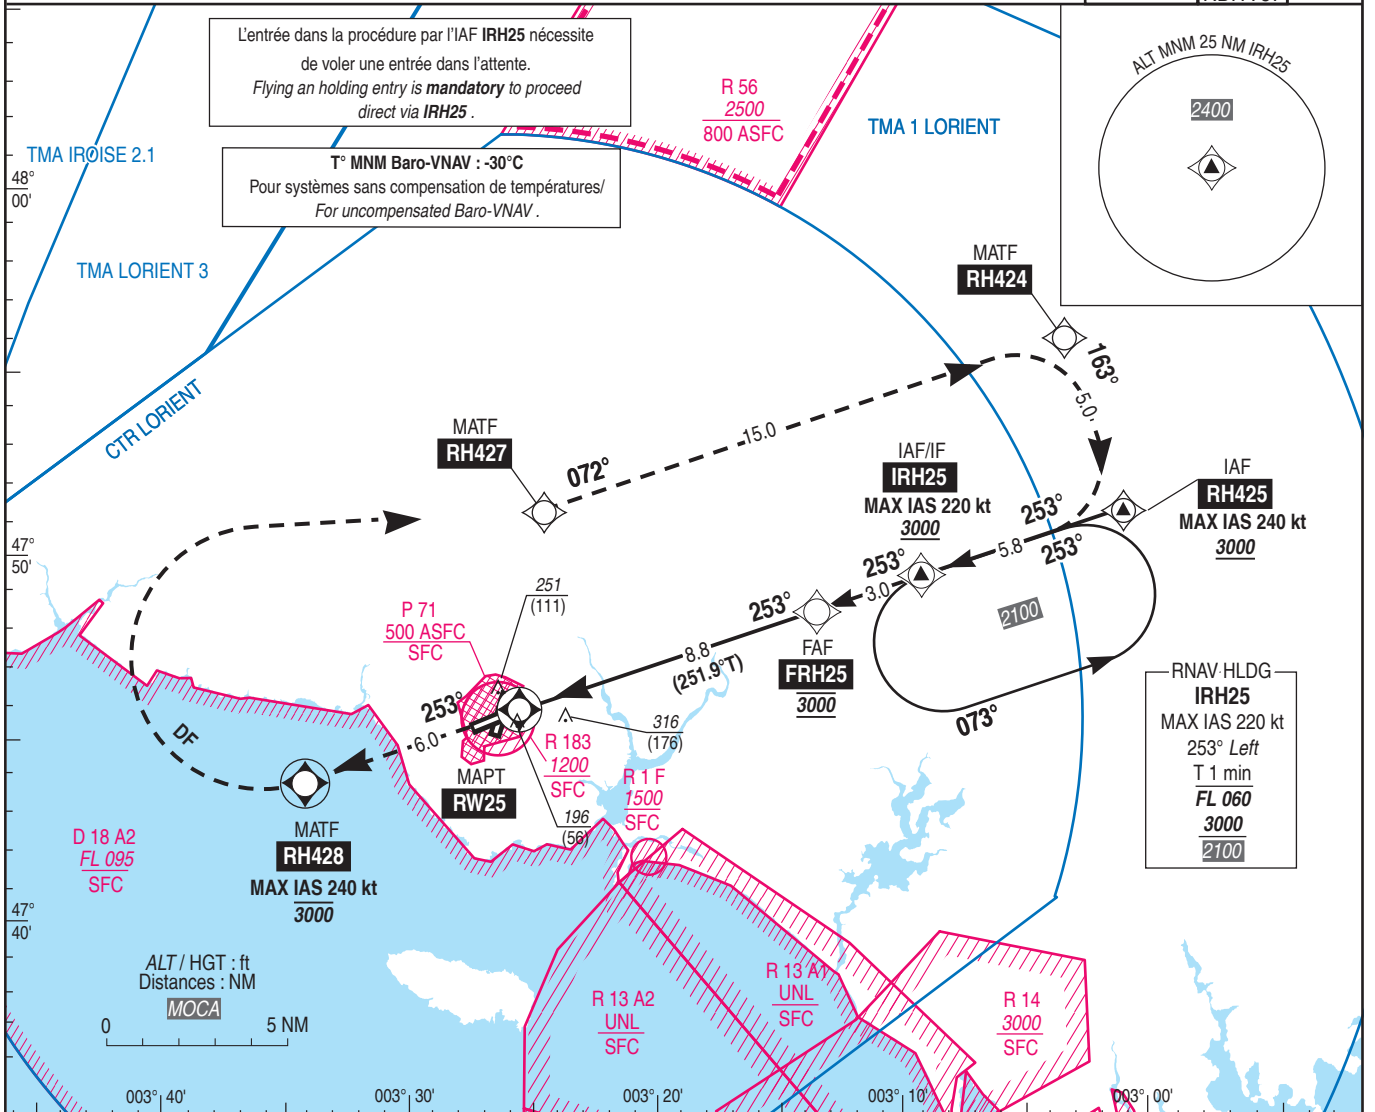 L'entrée dans la procédure par l'IAF IRH25 nécessite
de voler une entrée dans l'attente.
Flying an holding entry is mandatory to proceed
direct via IRH25 .
T° MNM Baro-VNAV : -30°C
Pour systèmes sans compensation de températures/
For uncompensated Baro-VNAV .
R 56
2500
800 ASFC
TMA 1 LORIENT
ALT MNM 25 NM IRH25
2400
TMA IROISE 2.1
48°
00'
TMA LORIENT 3
CTR LORIENT
MATF
RH424
163°
5.0
MATF
RH427
072°
15.0
IAF/IF
IRH25
MAX IAS 220 kt
3000
IAF
RH425
MAX IAS 240 kt
3000
253°
253°
5.8
47°
50'
253°
3.0
2100
073°
251
(111)
P 71
500 ASFC
SFC
253°
8.8
(251.9°T)
FAF
FRH25
3000
RNAV HLDG
IRH25
MAX IAS 220 kt
253° Left
T 1 min
FL 060
3000
2100
253°
6.0
DF
316
(176)
R 183
1200
SFC
MAPT
RW25
196
(56)
R 1 F
1500
SFC
MATF
RH428
MAX IAS 240 kt
3000
D 18 A2
FL 095
SFC
47°
40'
ALT / HGT : ft
Distances : NM
MOCA
0 5 NM
R 13 A2
UNL
SFC
R 13 A1
UNL
SFC
R 14
3000
SFC
003° 40'
003° 30'
003° 20'
003° 10'
003° 00'